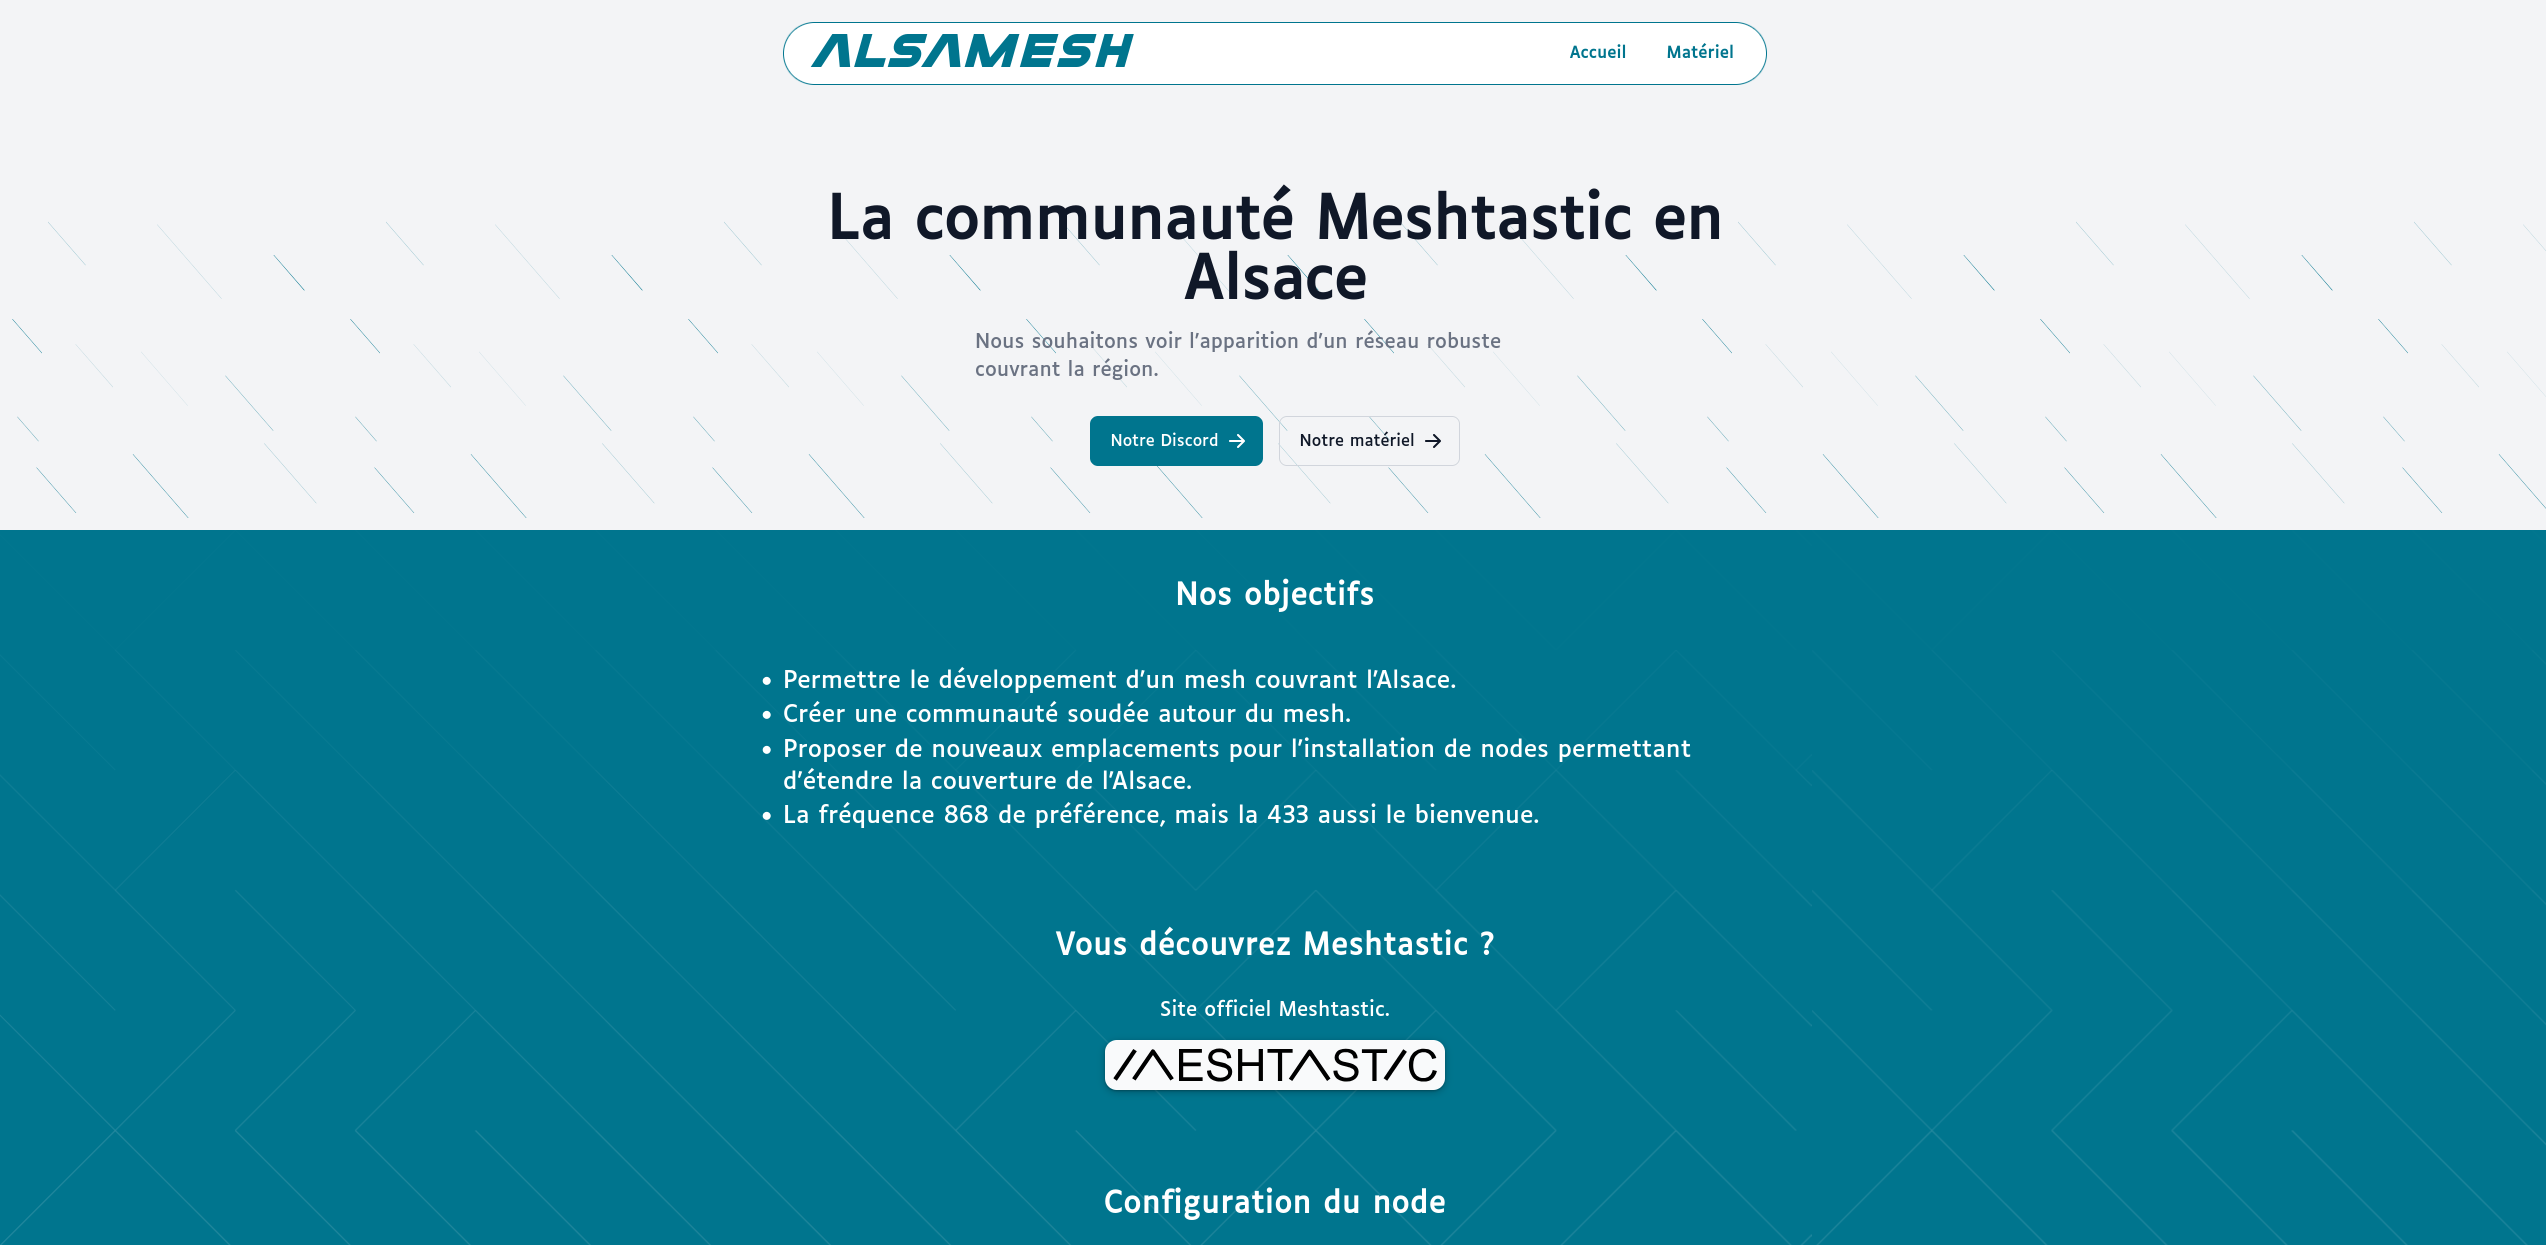 ALSAMESH
Accueil
Matériel
La communauté Meshtastic en
Alsace
Nous souhaitons voir l'apparition d'un réseau robuste
couvrant la région.
Notre Discord
Notre matériel
Nos objectifs
Permettre le développement d'un mesh couvrant l'Alsace.
Créer une communauté soudée autour du mesh.
Proposer de nouveaux emplacements pour l'installation de nodes permettant
d'étendre la couverture de l'Alsace.
La fréquence 868 de préférence, mais la 433 aussi le bienvenue.
Vous découvrez Meshtastic ?
Site officiel Meshtastic.
MESHTASTIC
Configuration du node